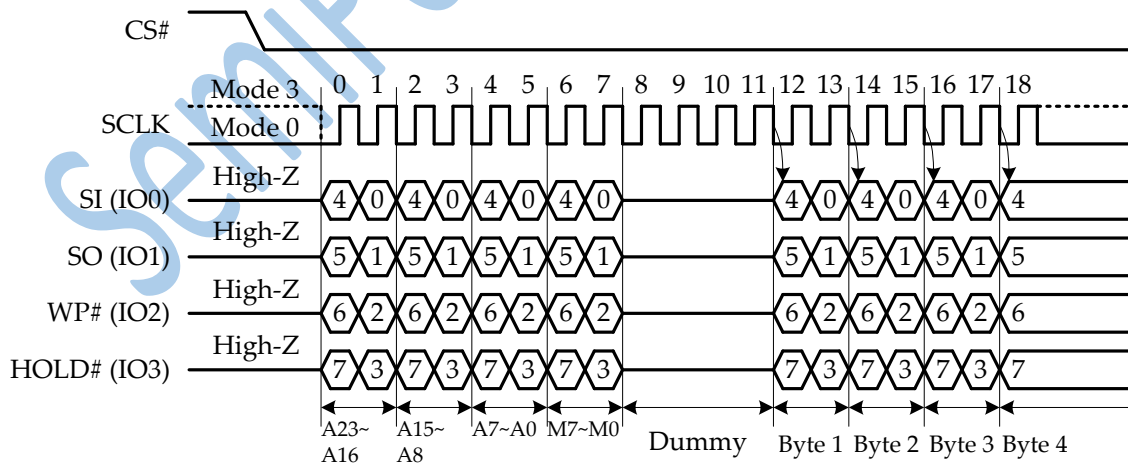 CS#
Mode 3 0 1 2 3 4 5 6 7 8 9 10 11 12 13 14 15 16 17 18
SCLK Mode 0
High-Z
SI (IO0) 4 0 4 0 4 0 4 0 4 0 4 0 4 0 4
High-Z
SO (IO1) 5 1 5 1 5 1 5 1 5 1 5 1 5 1 5
High-Z
WP# (IO2) 6 2 6 2 6 2 6 2 6 2 6 2 6 2 6
High-Z
HOLD# (IO3) 7 3 7 3 7 3 7 3 7 3 7 3 7 3 7
A23~ A15~ A7~A0 M7~M0 Dummy Byte 1 Byte 2 Byte 3 Byte 4
A16 A8